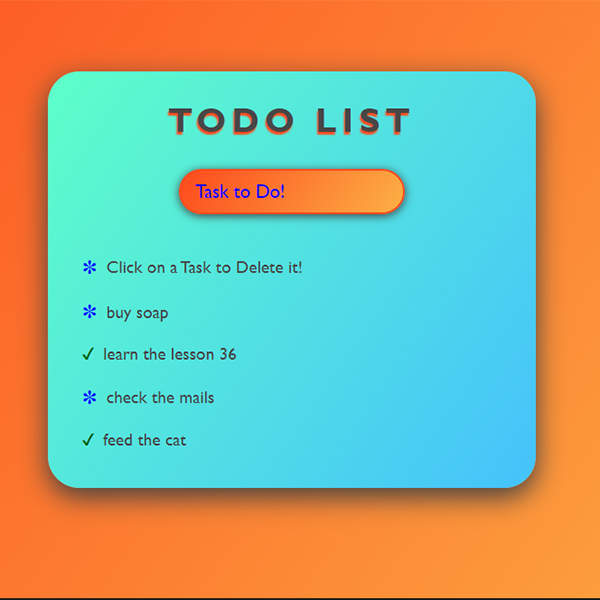 TODO LIST
Task to Do!
✼ Click on a Task to Delete it!
✼ buy soap
✓ learn the lesson 36
✼ check the mails
✓ feed the cat